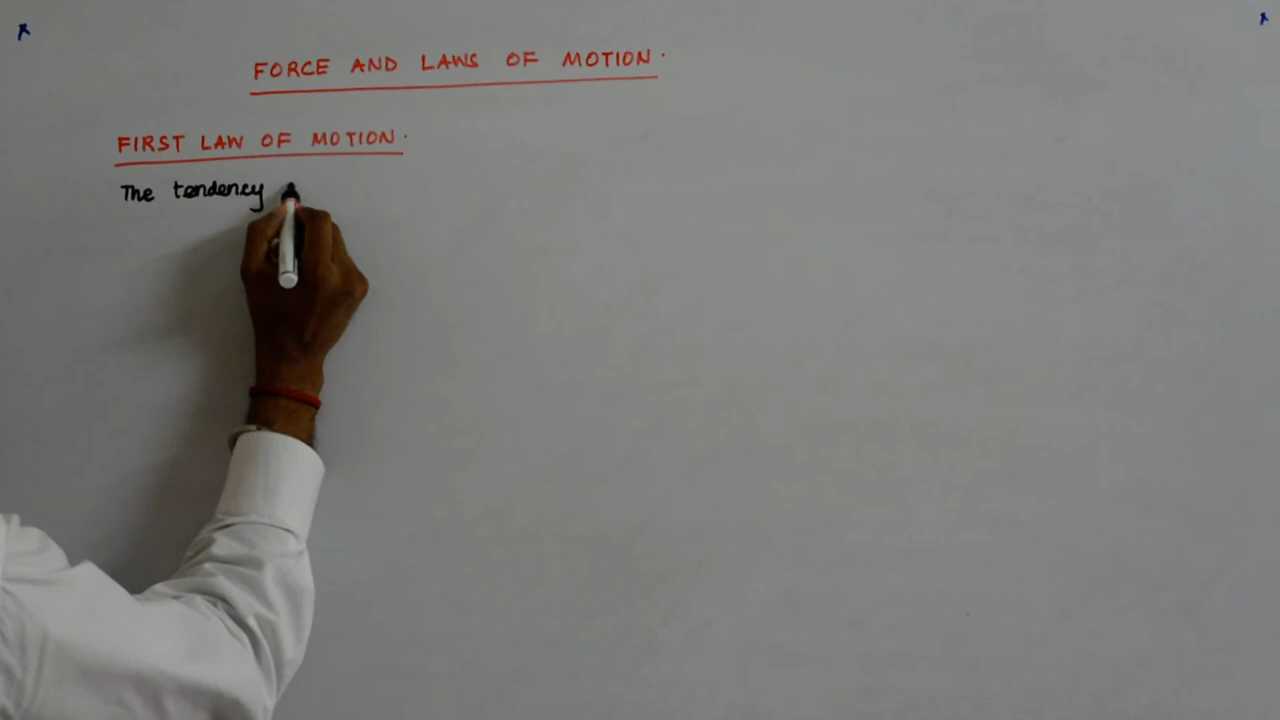 FORCE AND LAWS OF MOTION.
FIRST LAW OF MOTION.
The tendency